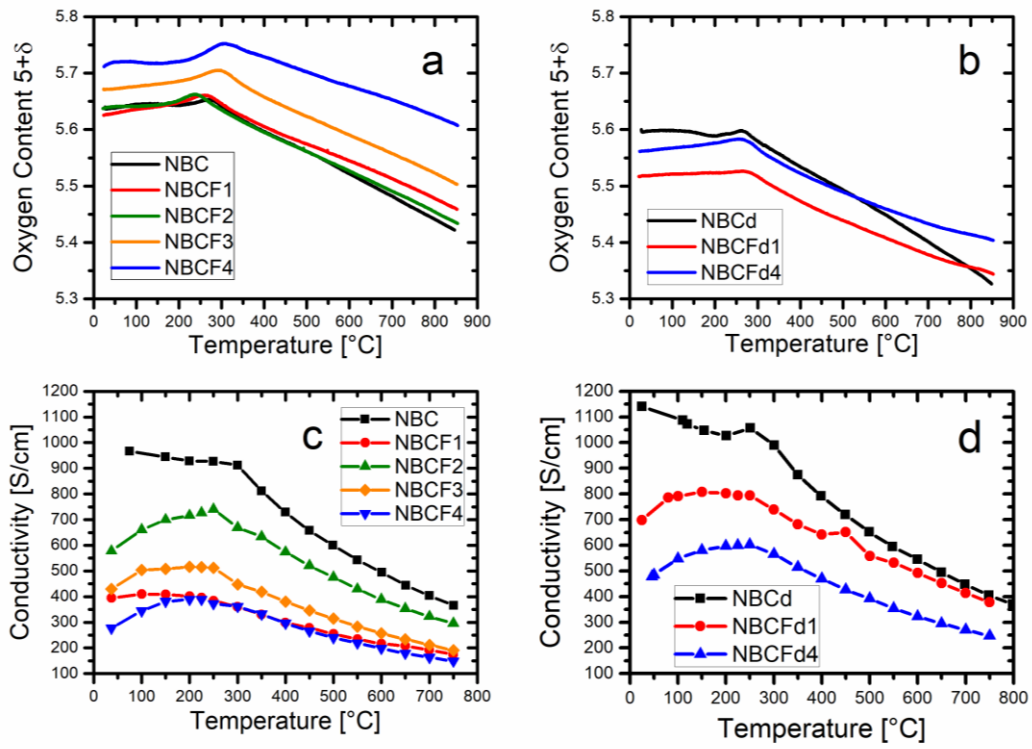 5.8
5.7
5.6
5.5
5.4
5.3
Oxygen Content 5+δ
a
NBC
NBCF1
NBCF2
NBCF3
NBCF4
0 100 200 300 400 500 600 700 800 900
Temperature [°C]
5.8
5.7
5.6
5.5
5.4
5.3
Oxygen Content 5+δ
b
NBCd
NBCFd1
NBCFd4
0 100 200 300 400 500 600 700 800 900
Temperature [°C]
1200
1100
1000
900
800
700
600
500
400
300
200
100
Conductivity [S/cm]
c
NBC
NBCF1
NBCF2
NBCF3
NBCF4
0 100 200 300 400 500 600 700 800
Temperature [°C]
1200
1100
1000
900
800
700
600
500
400
300
200
100
Conductivity [S/cm]
d
NBCd
NBCFd1
NBCFd4
0 100 200 300 400 500 600 700 800
Temperature [°C]